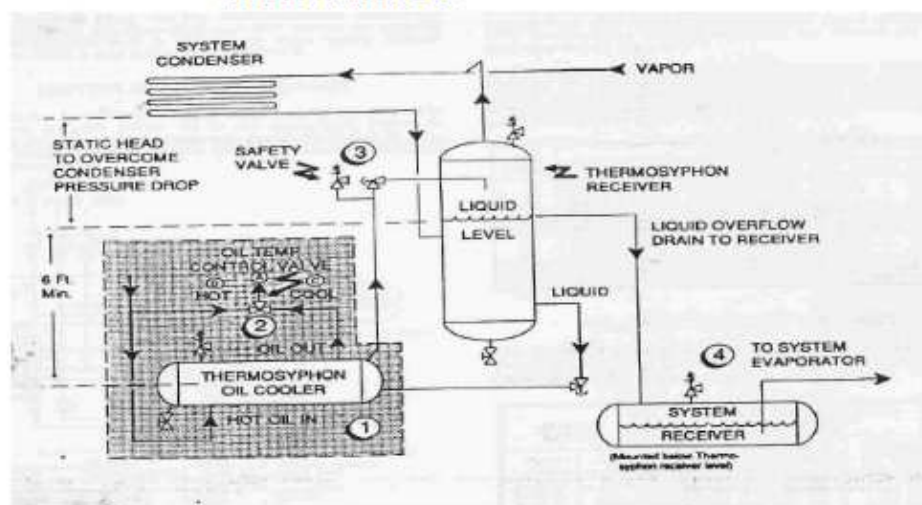 SYSTEM
CONDENSER
VAPOR
STATIC HEAD
TO OVERCOME
CONDENSER
PRESSURE DROP
SAFETY
VALVE
3
THERMOSYPHON
RECEIVER
LIQUID
LEVEL
LIQUID OVERFLOW
DRAIN TO RECEIVER
6 Ft.
Min.
OIL TEMP.
CONTROL VALVE
HOT
COOL
LIQUID
2
OIL OUT
4
TO SYSTEM
EVAPORATOR
THERMOSYPHON
OIL COOLER
HOT OIL IN
1
SYSTEM
RECEIVER
(Mounted below Thermo-
syphon receiver level)